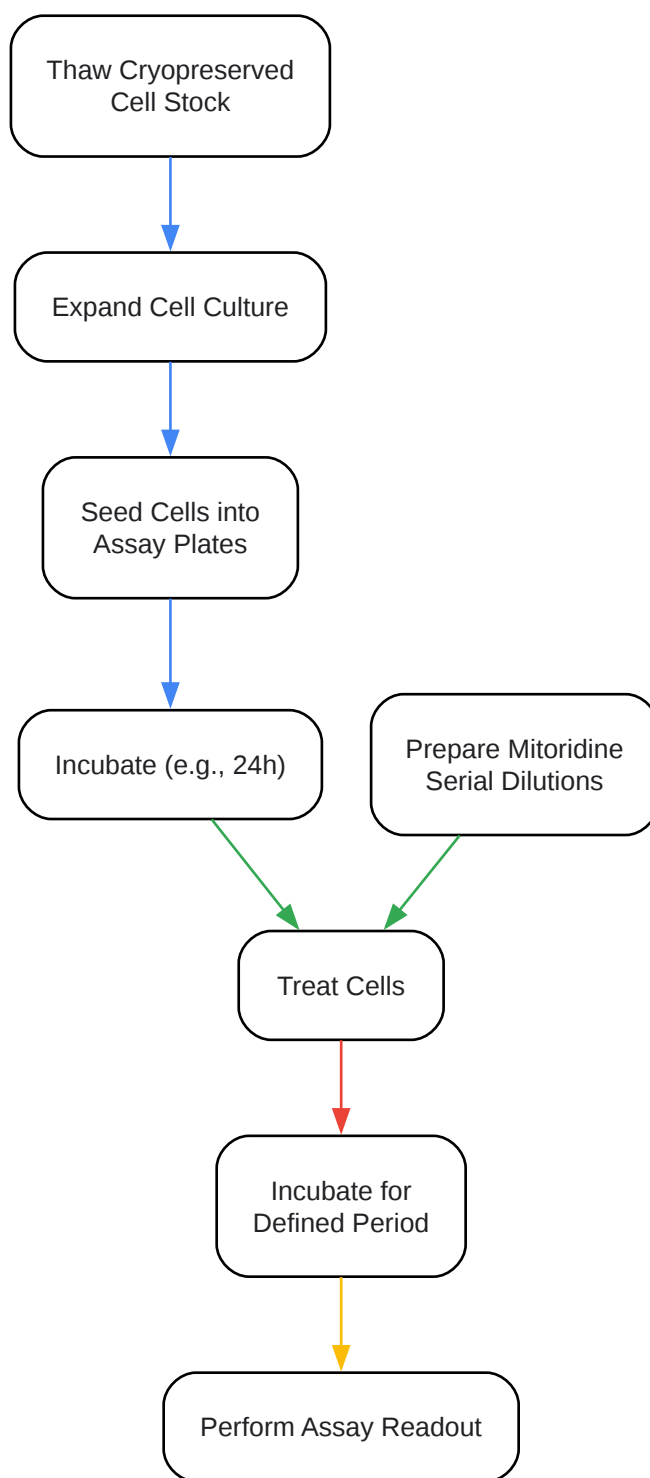 Thaw Cryopreserved
Cell Stock
Expand Cell Culture
Seed Cells into
Assay Plates
Incubate (e.g., 24h)
Prepare Mitoridine
Serial Dilutions
Treat Cells
Incubate for
Defined Period
Perform Assay Readout